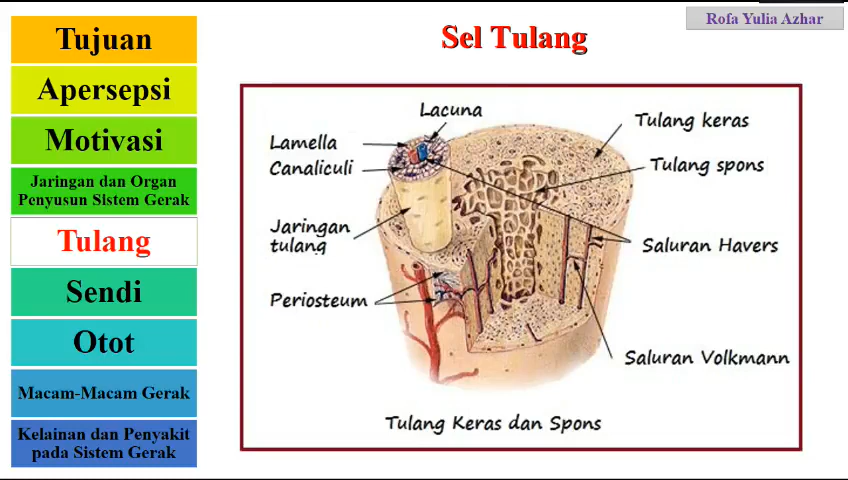 Rofa Yulia Azhar
Tujuan
Apersepsi
Motivasi
Jaringan dan Organ
Penyusun Sistem Gerak
Tulang
Sendi
Otot
Macam-Macam Gerak
Kelainan dan Penyakit
pada Sistem Gerak
Sel Tulang
Lacuna
Lamella
Canaliculi
Jaringan
tulang
Periosteum
Tulang keras
Tulang spons
Saluran Havers
Saluran Volkmann
Tulang Keras dan Spons